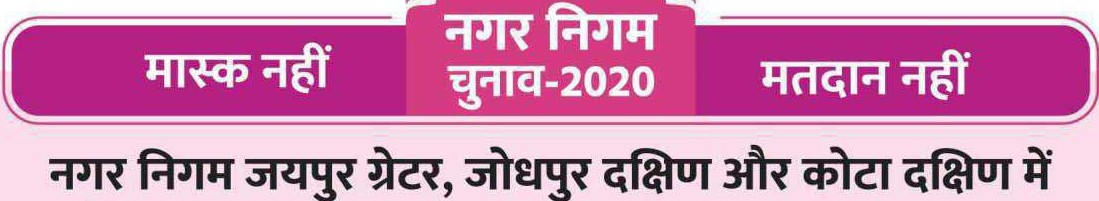 नगर निगम
चुनाव-2020
मास्क नहीं
मतदान नहीं
नगर निगम जयपुर ग्रेटर, जोधपुर दक्षिण और कोटा दक्षिण में